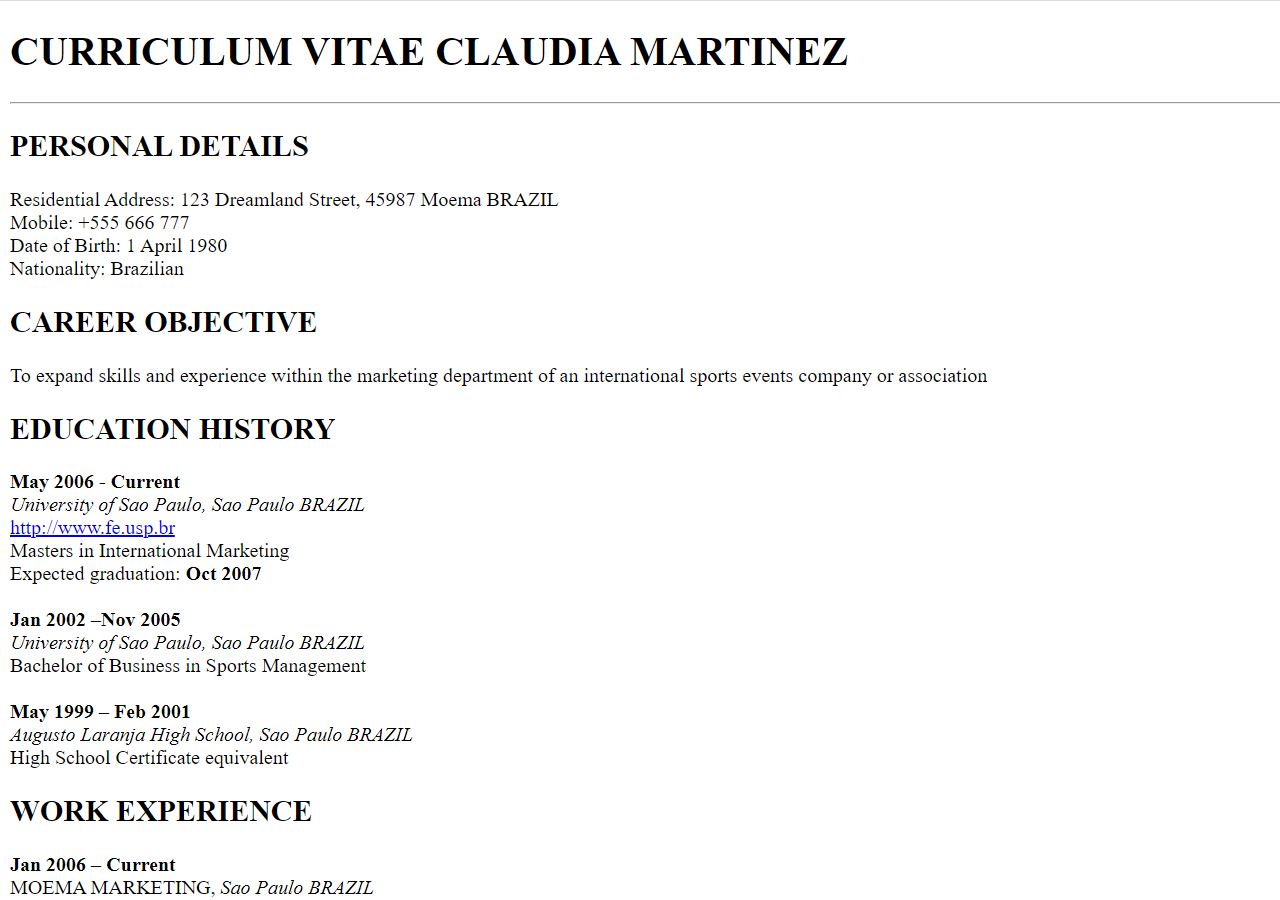 CURRICULUM VITAE CLAUDIA MARTINEZ
PERSONAL DETAILS
Residential Address: 123 Dreamland Street, 45987 Moema BRAZIL
Mobile: +555 666 777
Date of Birth: 1 April 1980
Nationality: Brazilian
CAREER OBJECTIVE
To expand skills and experience within the marketing department of an international sports events company or association
EDUCATION HISTORY
May 2006 - Current
University of Sao Paulo, Sao Paulo BRAZIL
http://www.fe.usp.br
Masters in International Marketing
Expected graduation: Oct 2007
Jan 2002 –Nov 2005
University of Sao Paulo, Sao Paulo BRAZIL
Bachelor of Business in Sports Management
May 1999 – Feb 2001
Augusto Laranja High School, Sao Paulo BRAZIL
High School Certificate equivalent
WORK EXPERIENCE
Jan 2006 – Current
MOEMA MARKETING, Sao Paulo BRAZIL